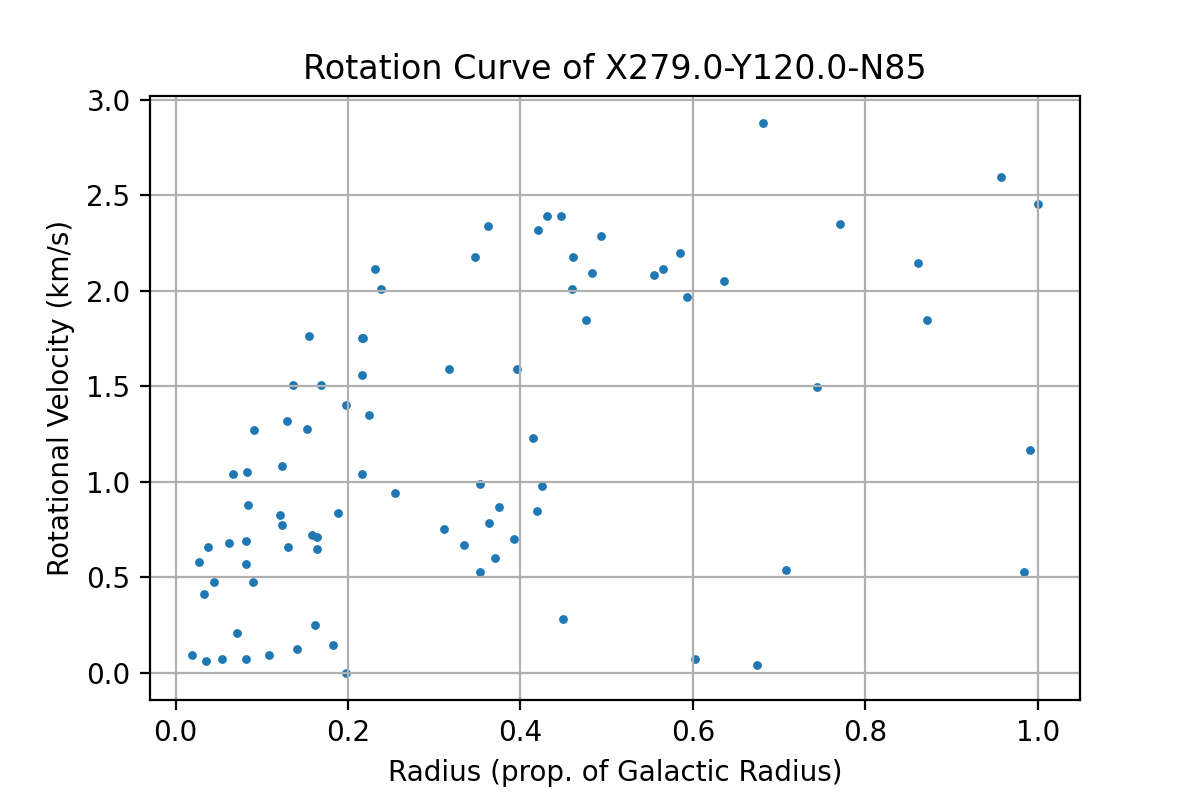 Rotation Curve of X279.0-Y120.0-N85
3.0
2.5
2.0
1.5
1.0
0.5
0.0
Rotational Velocity (km/s)
0.0 0.2 0.4 0.6 0.8 1.0
Radius (prop. of Galactic Radius)